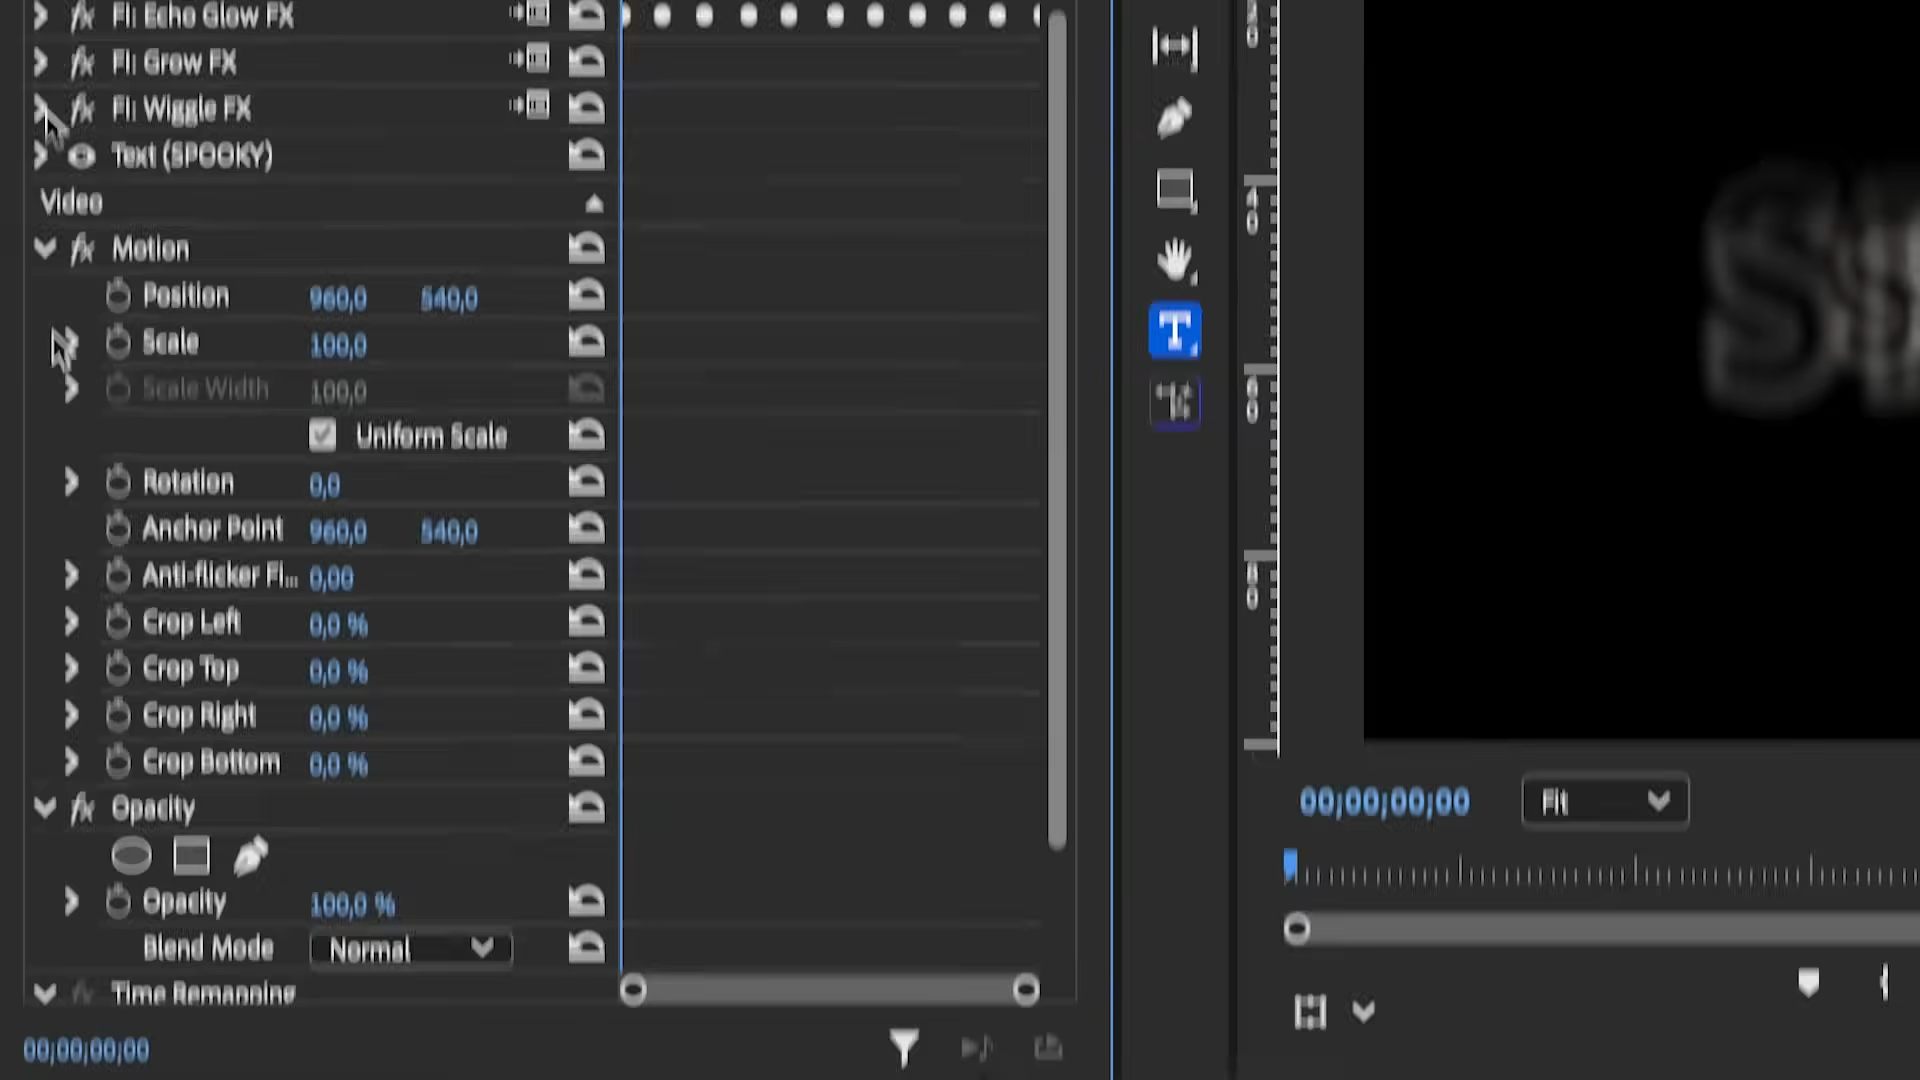 FI: Echo Glow FX
FI: Grow FX
FI: Wiggle FX
Text (SPOOKY)
Video
Motion
Position 960,0 540,0
Scale 100,0
Scale Width 100,0
Uniform Scale
Rotation 0,0
Anchor Point 960,0 540,0
Anti-flicker Fi... 0,00
Crop Left 0,0 %
Crop Top 0,0 %
Crop Right 0,0 %
Crop Bottom 0,0 %
Opacity
Opacity 100,0 %
Blend Mode Normal
Time Remapping
00;00;00;00
T
00;00;00;00 Fit